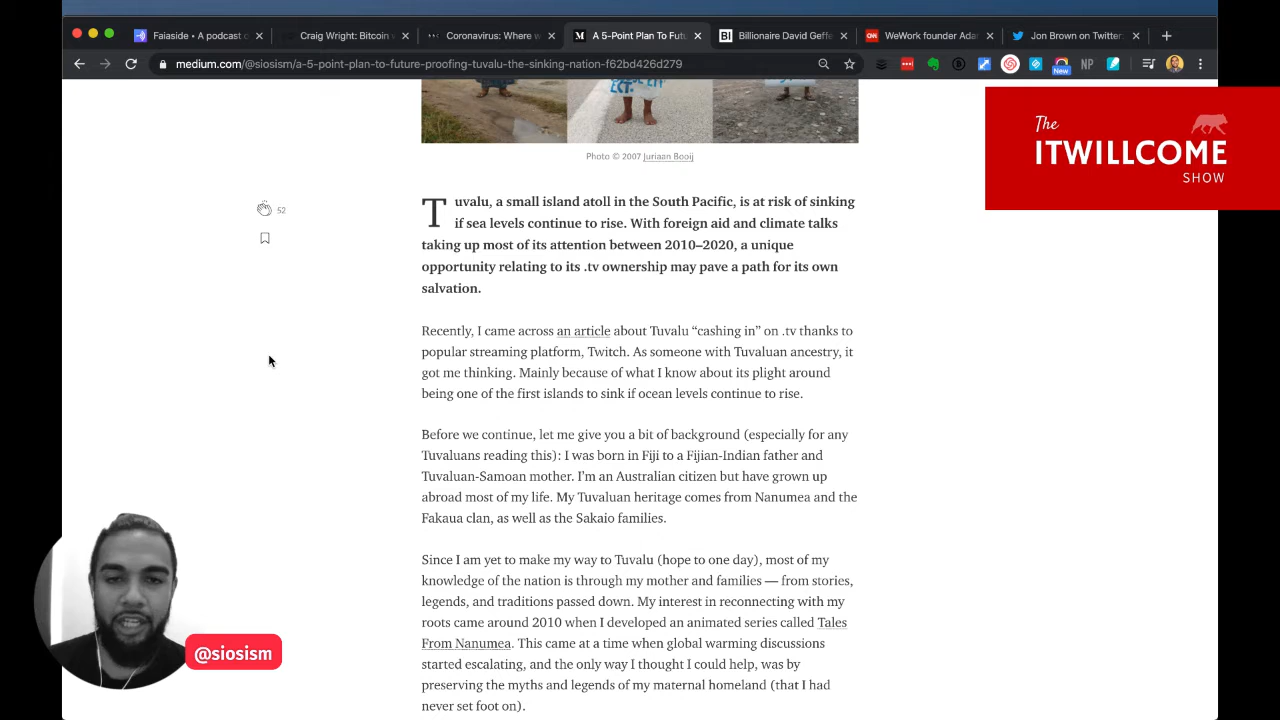 Faiaside • A podcast c
Craig Wright: Bitcoin v
Coronavirus: Where w
A 5-Point Plan To Futu
Billionaire David Geffe
WeWork founder Ada
Jon Brown on Twitter:
medium.com/@siosism/a-5-point-plan-to-future-proofing-tuvalu-the-sinking-nation-f62bd426d279
New
NP
The
ITWILLCOME
SHOW
ECT.
Photo © 2007 Juriaan Booij
52
Tuvalu, a small island atoll in the South Pacific, is at risk of sinking
if sea levels continue to rise. With foreign aid and climate talks
taking up most of its attention between 2010–2020, a unique
opportunity relating to its .tv ownership may pave a path for its own
salvation.
Recently, I came across an article about Tuvalu “cashing in” on .tv thanks to
popular streaming platform, Twitch. As someone with Tuvaluan ancestry, it
got me thinking. Mainly because of what I know about its plight around
being one of the first islands to sink if ocean levels continue to rise.
Before we continue, let me give you a bit of background (especially for any
Tuvaluans reading this): I was born in Fiji to a Fijian-Indian father and
Tuvaluan-Samoan mother. I’m an Australian citizen but have grown up
abroad most of my life. My Tuvaluan heritage comes from Nanumea and the
Fakaua clan, as well as the Sakaio families.
Since I am yet to make my way to Tuvalu (hope to one day), most of my
knowledge of the nation is through my mother and families — from stories,
legends, and traditions passed down. My interest in reconnecting with my
roots came around 2010 when I developed an animated series called Tales
From Nanumea. This came at a time when global warming discussions
started escalating, and the only way I thought I could help, was by
preserving the myths and legends of my maternal homeland (that I had
never set foot on).
@siosism